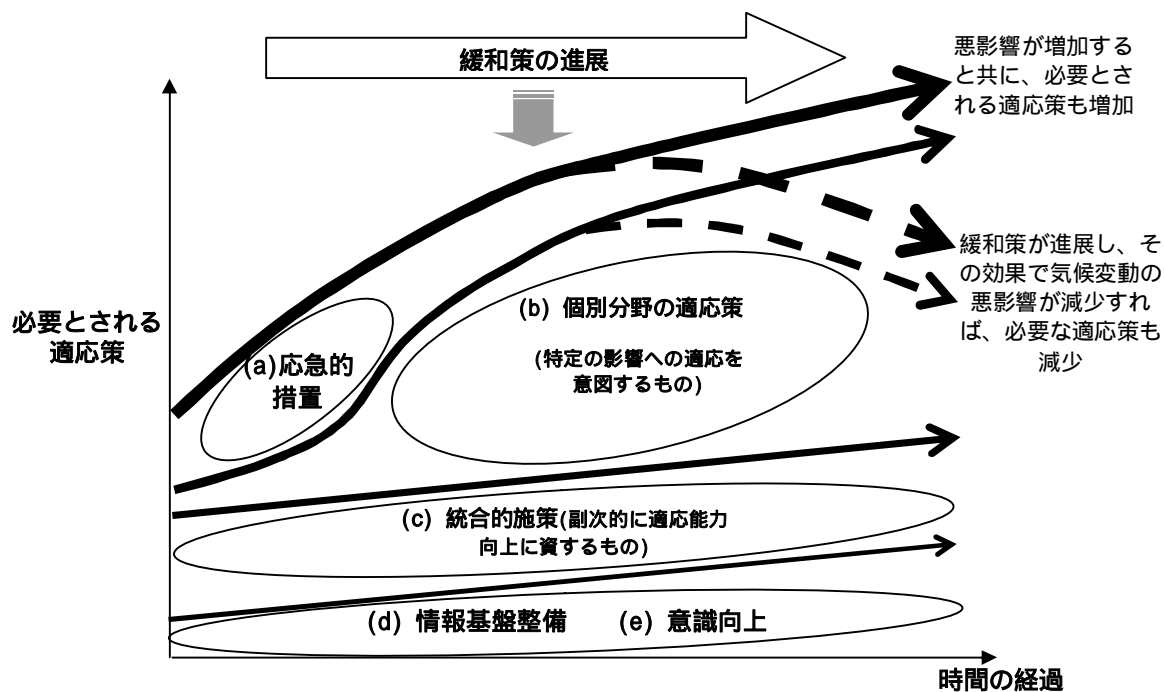 緩和策の進展
悪影響が増加する
と共に、必要とさ
れる適応策も増加
必要とされる
適応策
(a)応急的
措置
(b) 個別分野の適応策
(特定の影響への適応を
意図するもの)
緩和策が進展し、そ
の効果で気候変動の
悪影響が減少すれ
ば、必要な適応策も
減少
(c) 統合的施策(副次的に適応能力
向上に資するもの)
(d) 情報基盤整備 (e) 意識向上
時間の経過